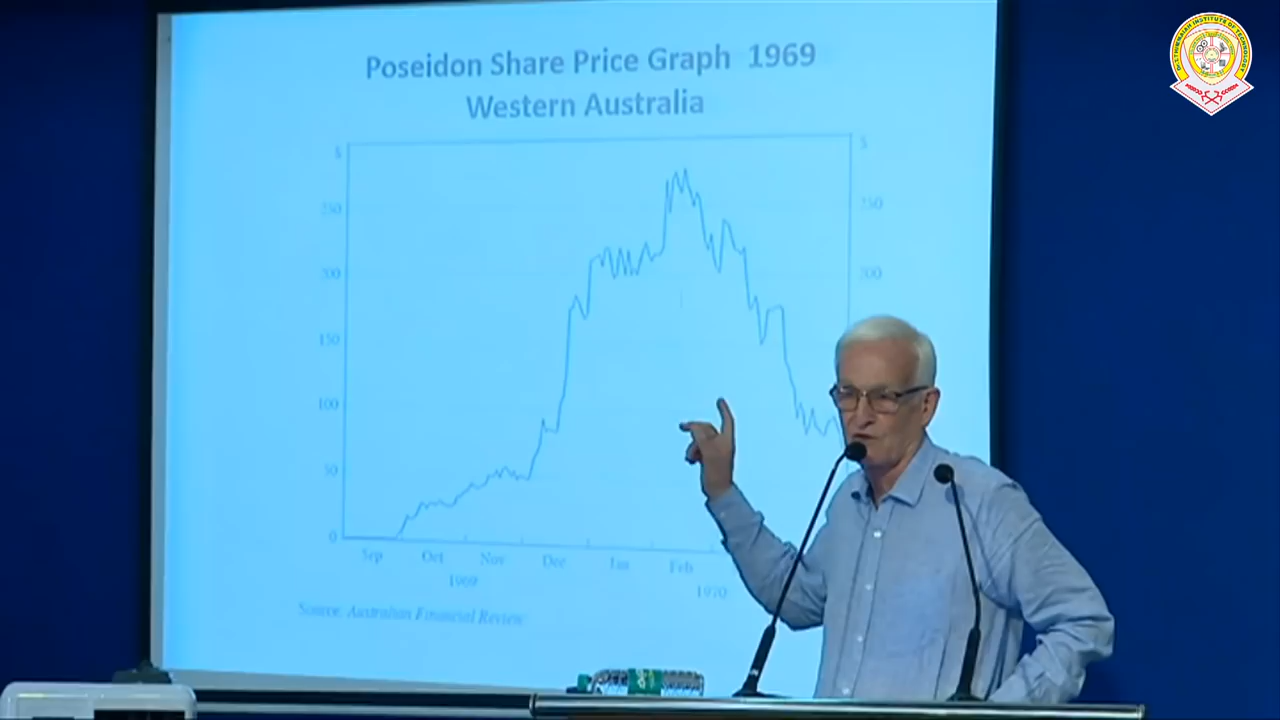 Poseidon Share Price Graph 1969
Western Australia
$ $
250 250
200 200
150
100
50
0
Sep Oct Nov Dec Jan Feb
1969 1970
Source. Australian Financial Review